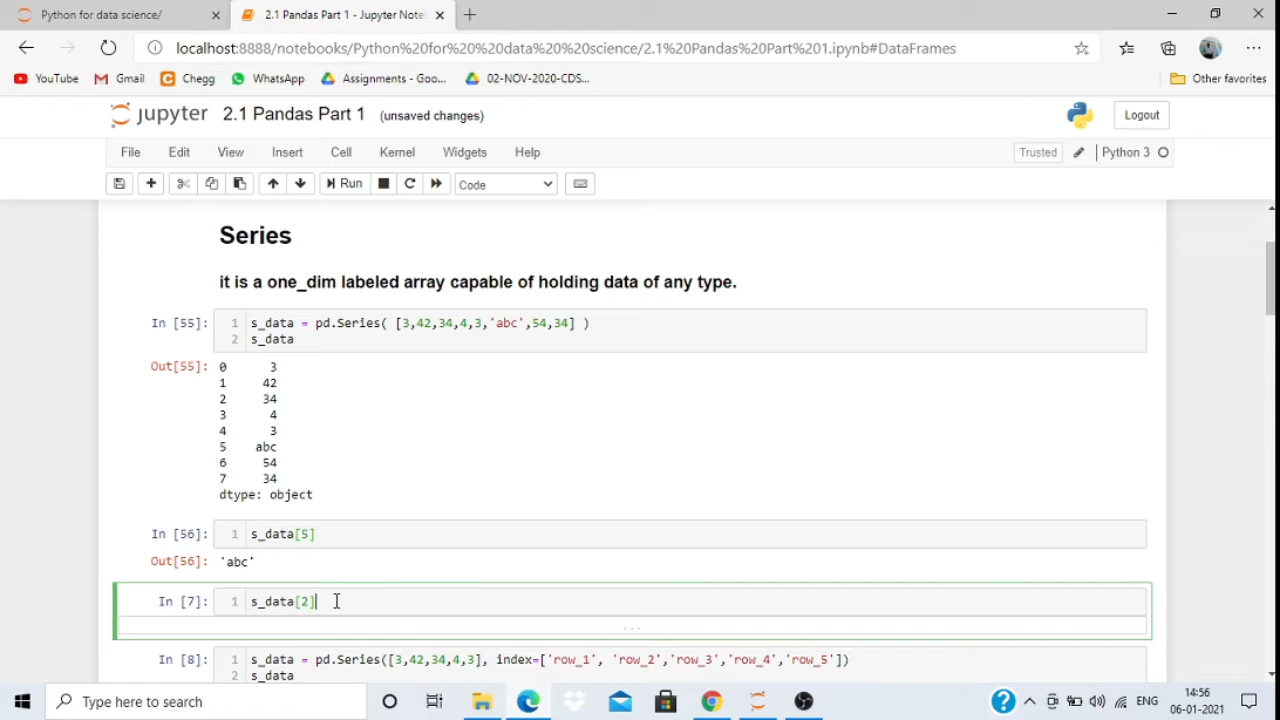 Python for data science/
2.1 Pandas Part 1 - Jupyter Note
localhost:8888/notebooks/Python%20for%20%20data%20%20science/2.1%20Pandas%20Part%201.ipynb#DataFrames
YouTube Gmail Chegg WhatsApp Assignments - Goo... 02-NOV-2020-CDS... Other favorites
jupyter 2.1 Pandas Part 1 (unsaved changes) Logout
File Edit View Insert Cell Kernel Widgets Help Trusted Python 3
Run Code
Series
it is a one_dim labeled array capable of holding data of any type.
In [55]: 1 s_data = pd.Series( [3,42,34,4,3,'abc',54,34] )
2 s_data
Out[55]: 0 3
1 42
2 34
3 4
4 3
5 abc
6 54
7 34
dtype: object
In [56]: 1 s_data[5]
Out[56]: 'abc'
In [7]: 1 s_data[2]
...
In [8]: 1 s_data = pd.Series([3,42,34,4,3], index=['row_1', 'row_2','row_3','row_4','row_5'])
2 s_data
Type here to search
ENG
14:56
06-01-2021